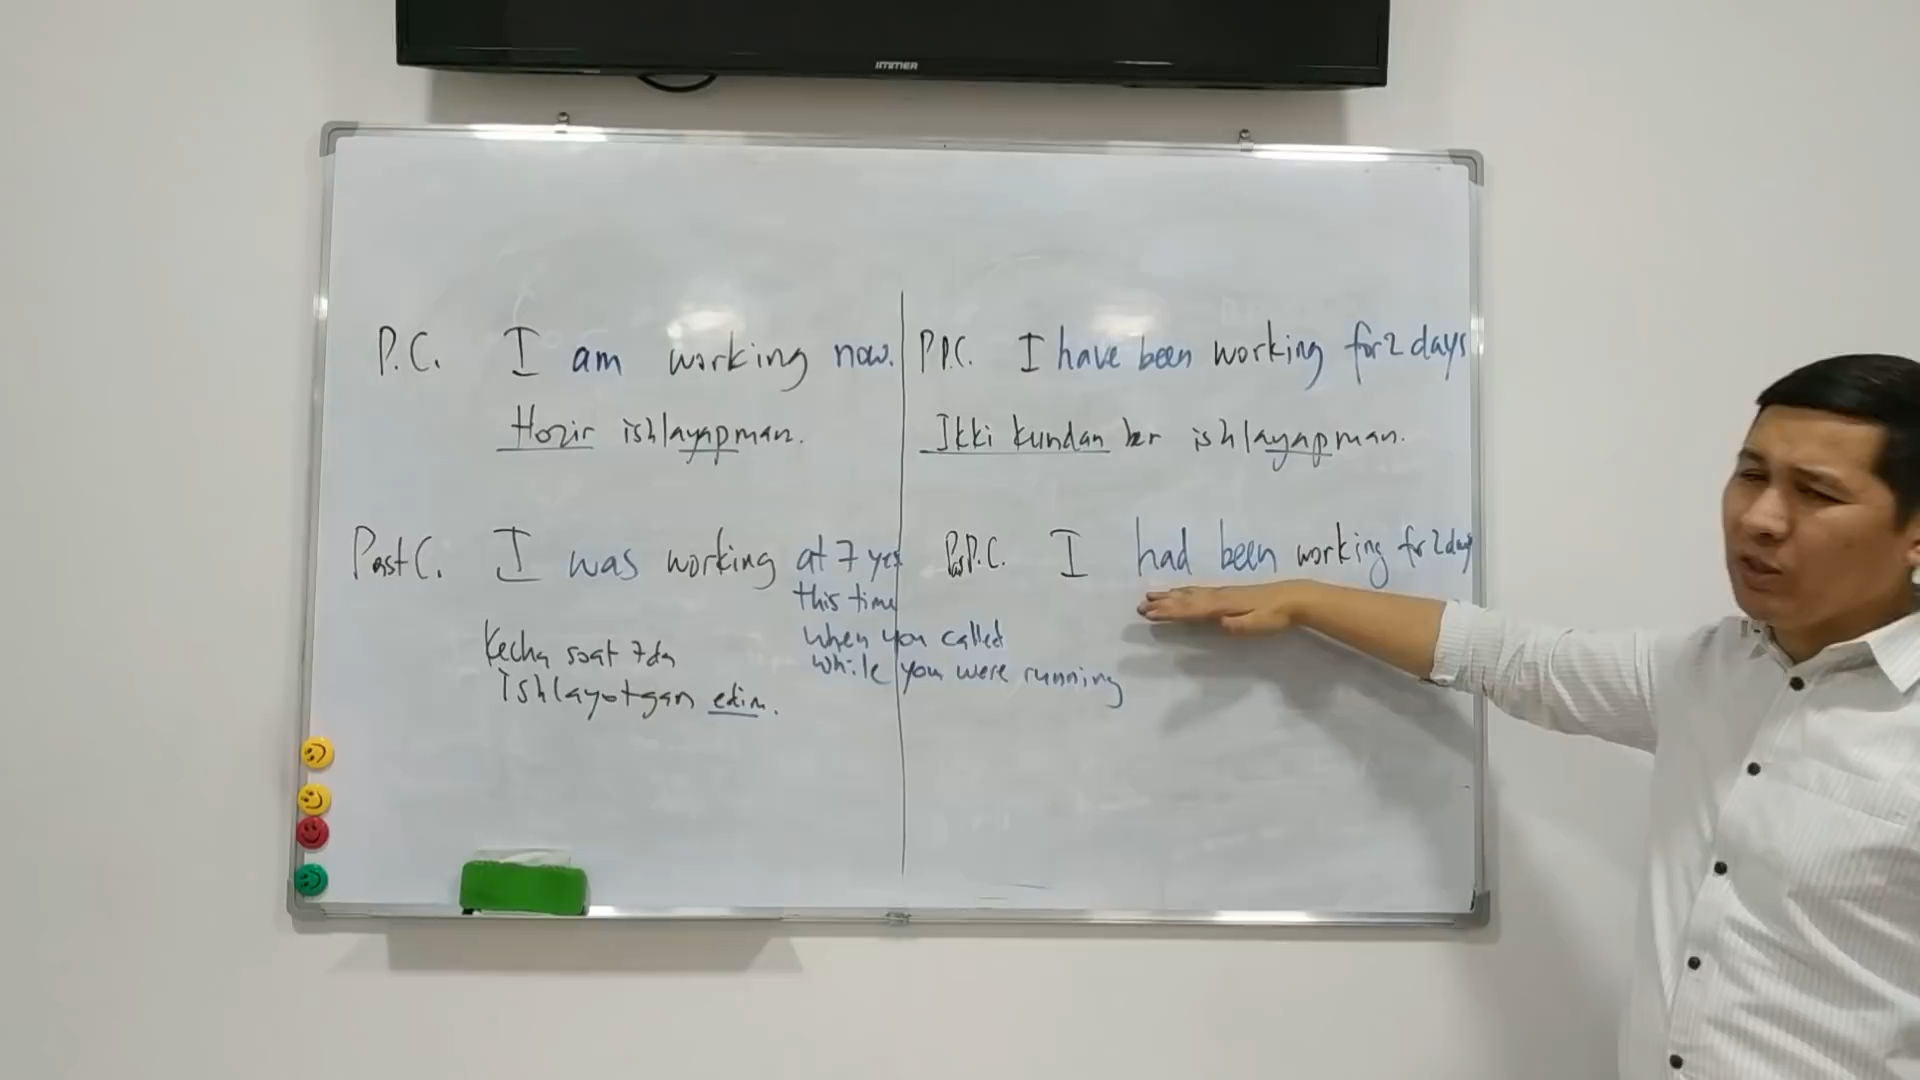 IMMER
P.C. I am working now.
Hozir ishlayapman.
P.P.C. I have been working for 2 days
Ikki kundan ber ishlayapman.
Past C. I was working at 7 yes
this time
when you called
while you were running
Kecha soat 7da
ishlayotgan edim.
PasP.C. I had been working for 2 days